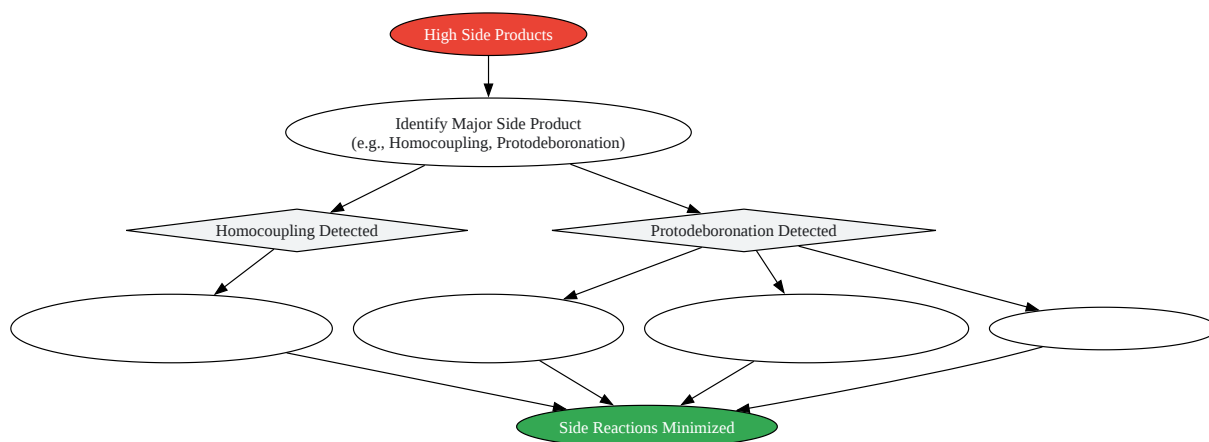 High Side Products
Identify Major Side Product
(e.g., Homocoupling, Protodeboronation)
Homocoupling Detected
Protodeboronation Detected
Side Reactions Minimized